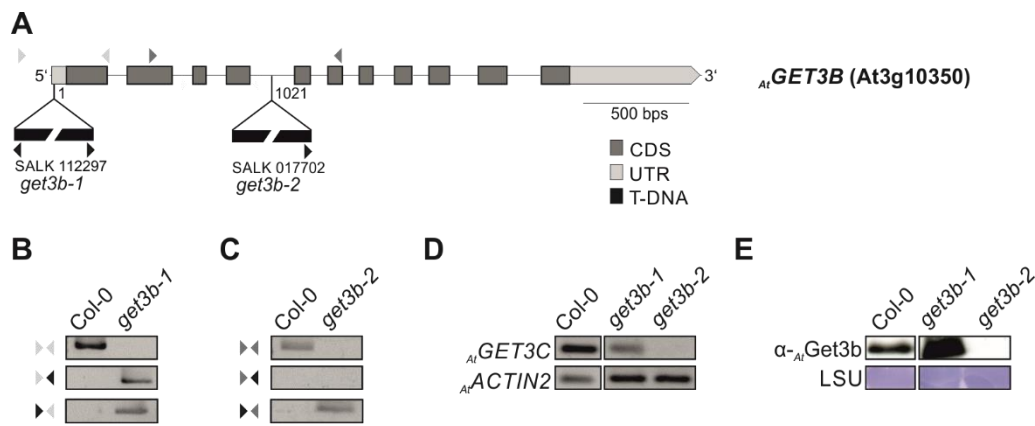 A
5‘
3‘
AtGET3B (At3g10350)
1
1021
500 bps
SALK 112297
get3b-1
SALK 017702
get3b-2
CDS
UTR
T-DNA
B
Col-0
get3b-1
C
Col-0
get3b-2
D
Col-0
get3b-1
get3b-2
AtGET3C
AtACTIN2
E
Col-0
get3b-1
get3b-2
α-AtGet3b
LSU